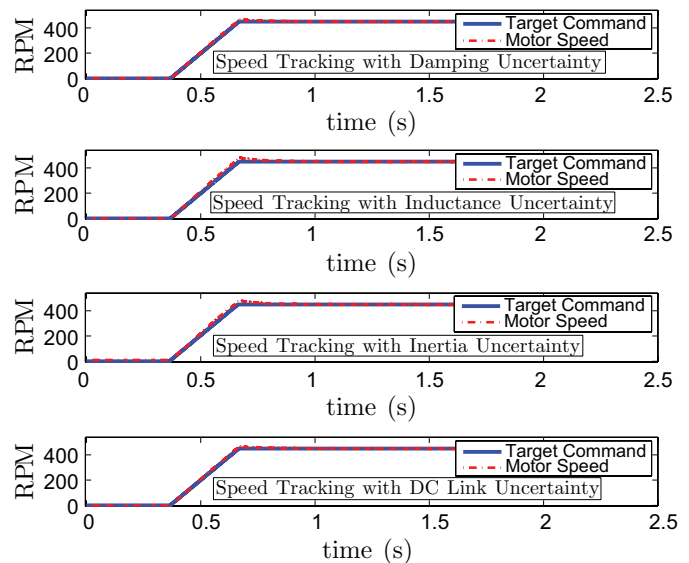 RPM
400
200
0
Target Command
Motor Speed
Speed Tracking with Damping Uncertainty
0 0.5 1 1.5 2 2.5
time (s)
RPM
400
200
0
Target Command
Motor Speed
Speed Tracking with Inductance Uncertainty
0 0.5 1 1.5 2 2.5
time (s)
RPM
400
200
0
Target Command
Motor Speed
Speed Tracking with Inertia Uncertainty
0 0.5 1 1.5 2 2.5
time (s)
RPM
400
200
0
Target Command
Motor Speed
Speed Tracking with DC Link Uncertainty
0 0.5 1 1.5 2 2.5
time (s)